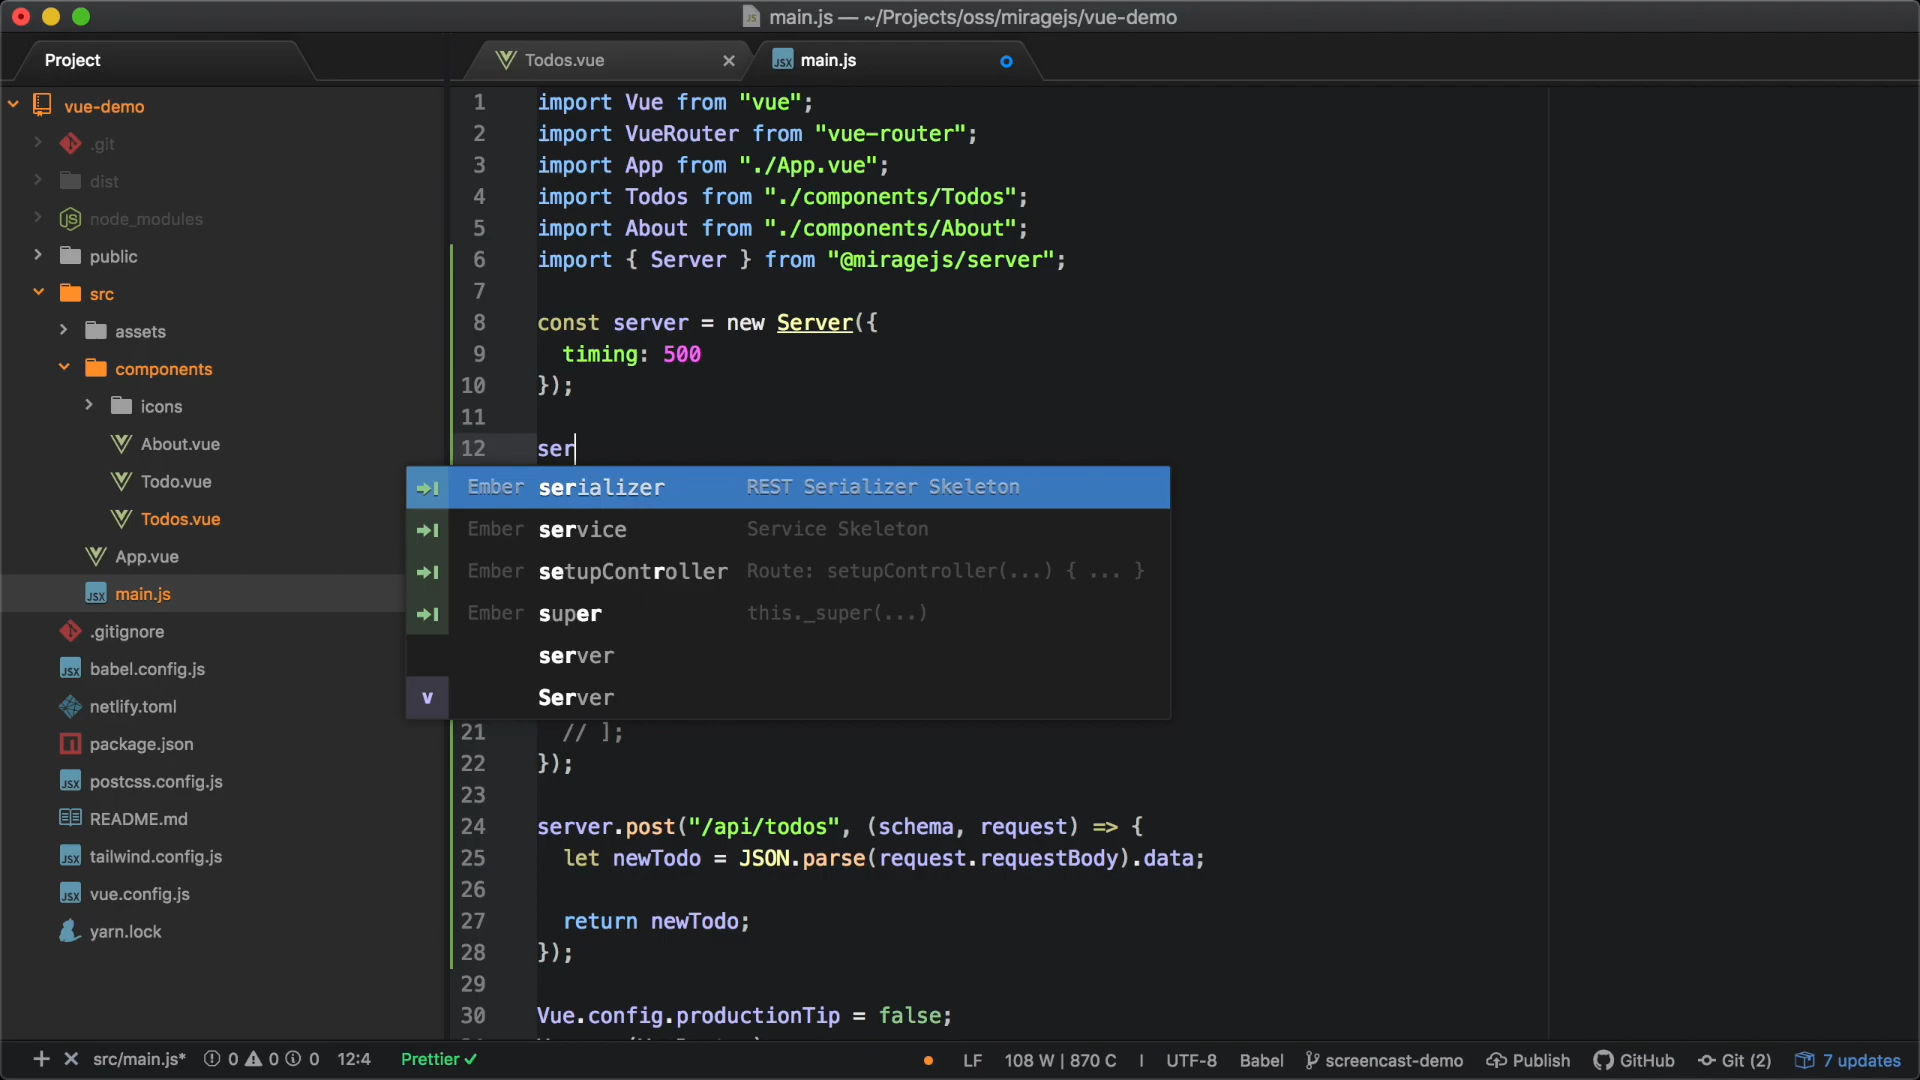 main.js — ~/Projects/oss/miragejs/vue-demo
Project
Todos.vue
main.js
vue-demo
.git
dist
node_modules
public
src
assets
components
icons
About.vue
Todo.vue
Todos.vue
App.vue
main.js
.gitignore
babel.config.js
netlify.toml
package.json
postcss.config.js
README.md
tailwind.config.js
vue.config.js
yarn.lock
1 import Vue from "vue";
2 import VueRouter from "vue-router";
3 import App from "./App.vue";
4 import Todos from "./components/Todos";
5 import About from "./components/About";
6 import { Server } from "@miragejs/server";
7
8 const server = new Server({
9 timing: 500
10 });
11
12 ser
Ember serializer REST Serializer Skeleton
Ember service Service Skeleton
Ember setupController Route: setupController(...) { ... }
Ember super this._super(...)
server
v Server
21 // ];
22 });
23
24 server.post("/api/todos", (schema, request) => {
25 let newTodo = JSON.parse(request.requestBody).data;
26
27 return newTodo;
28 });
29
30 Vue.config.productionTip = false;
src/main.js* 0 0 0 12:4 Prettier ✓ LF 108 W | 870 C UTF-8 Babel screencast-demo Publish GitHub Git (2) 7 updates